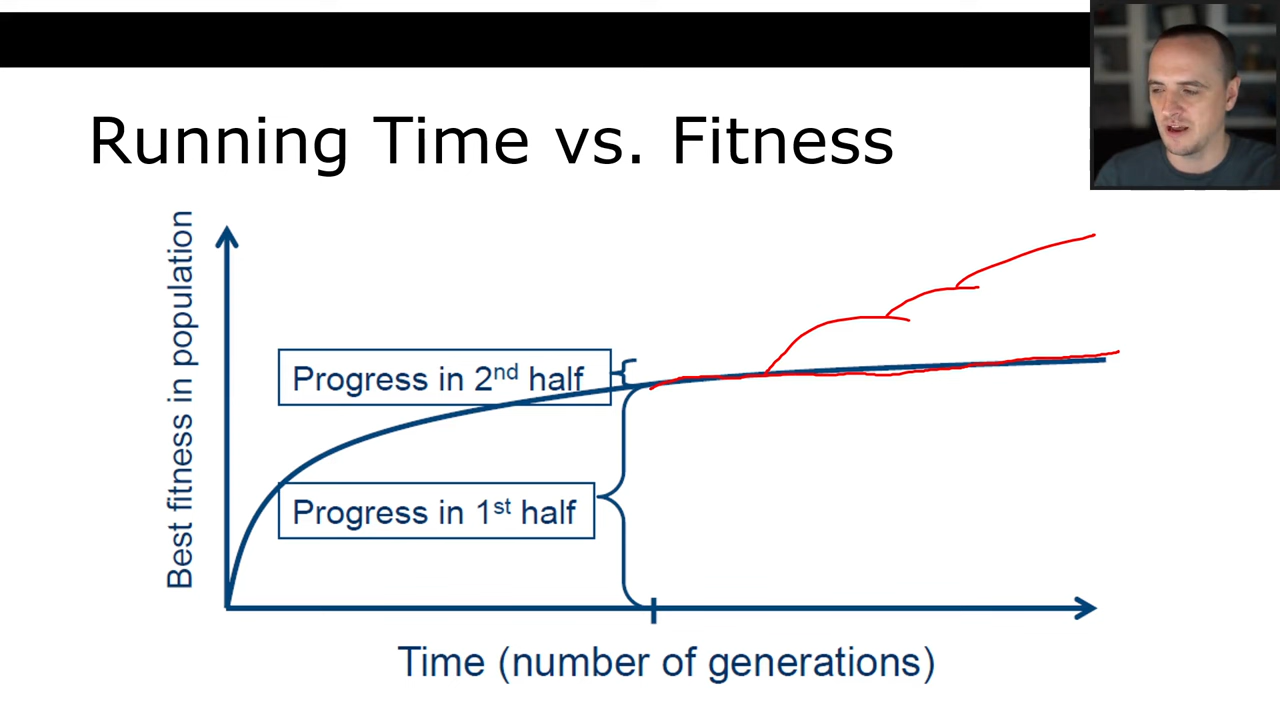 Running Time vs. Fitness
Best fitness in population
Progress in 2nd half
Progress in 1st half
Time (number of generations)